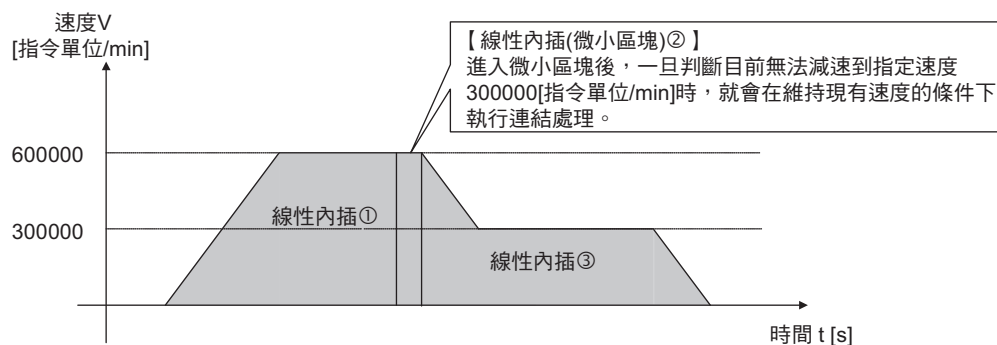 速度V
[指令單位/min]
【 線性內插(微小區塊)② 】
進入微小區塊後，一旦判斷目前無法減速到指定速度
300000[指令單位/min]時，就會在維持現有速度的條件下
執行連結處理。
600000
線性內插①
300000
線性內插③
時間 t [s]